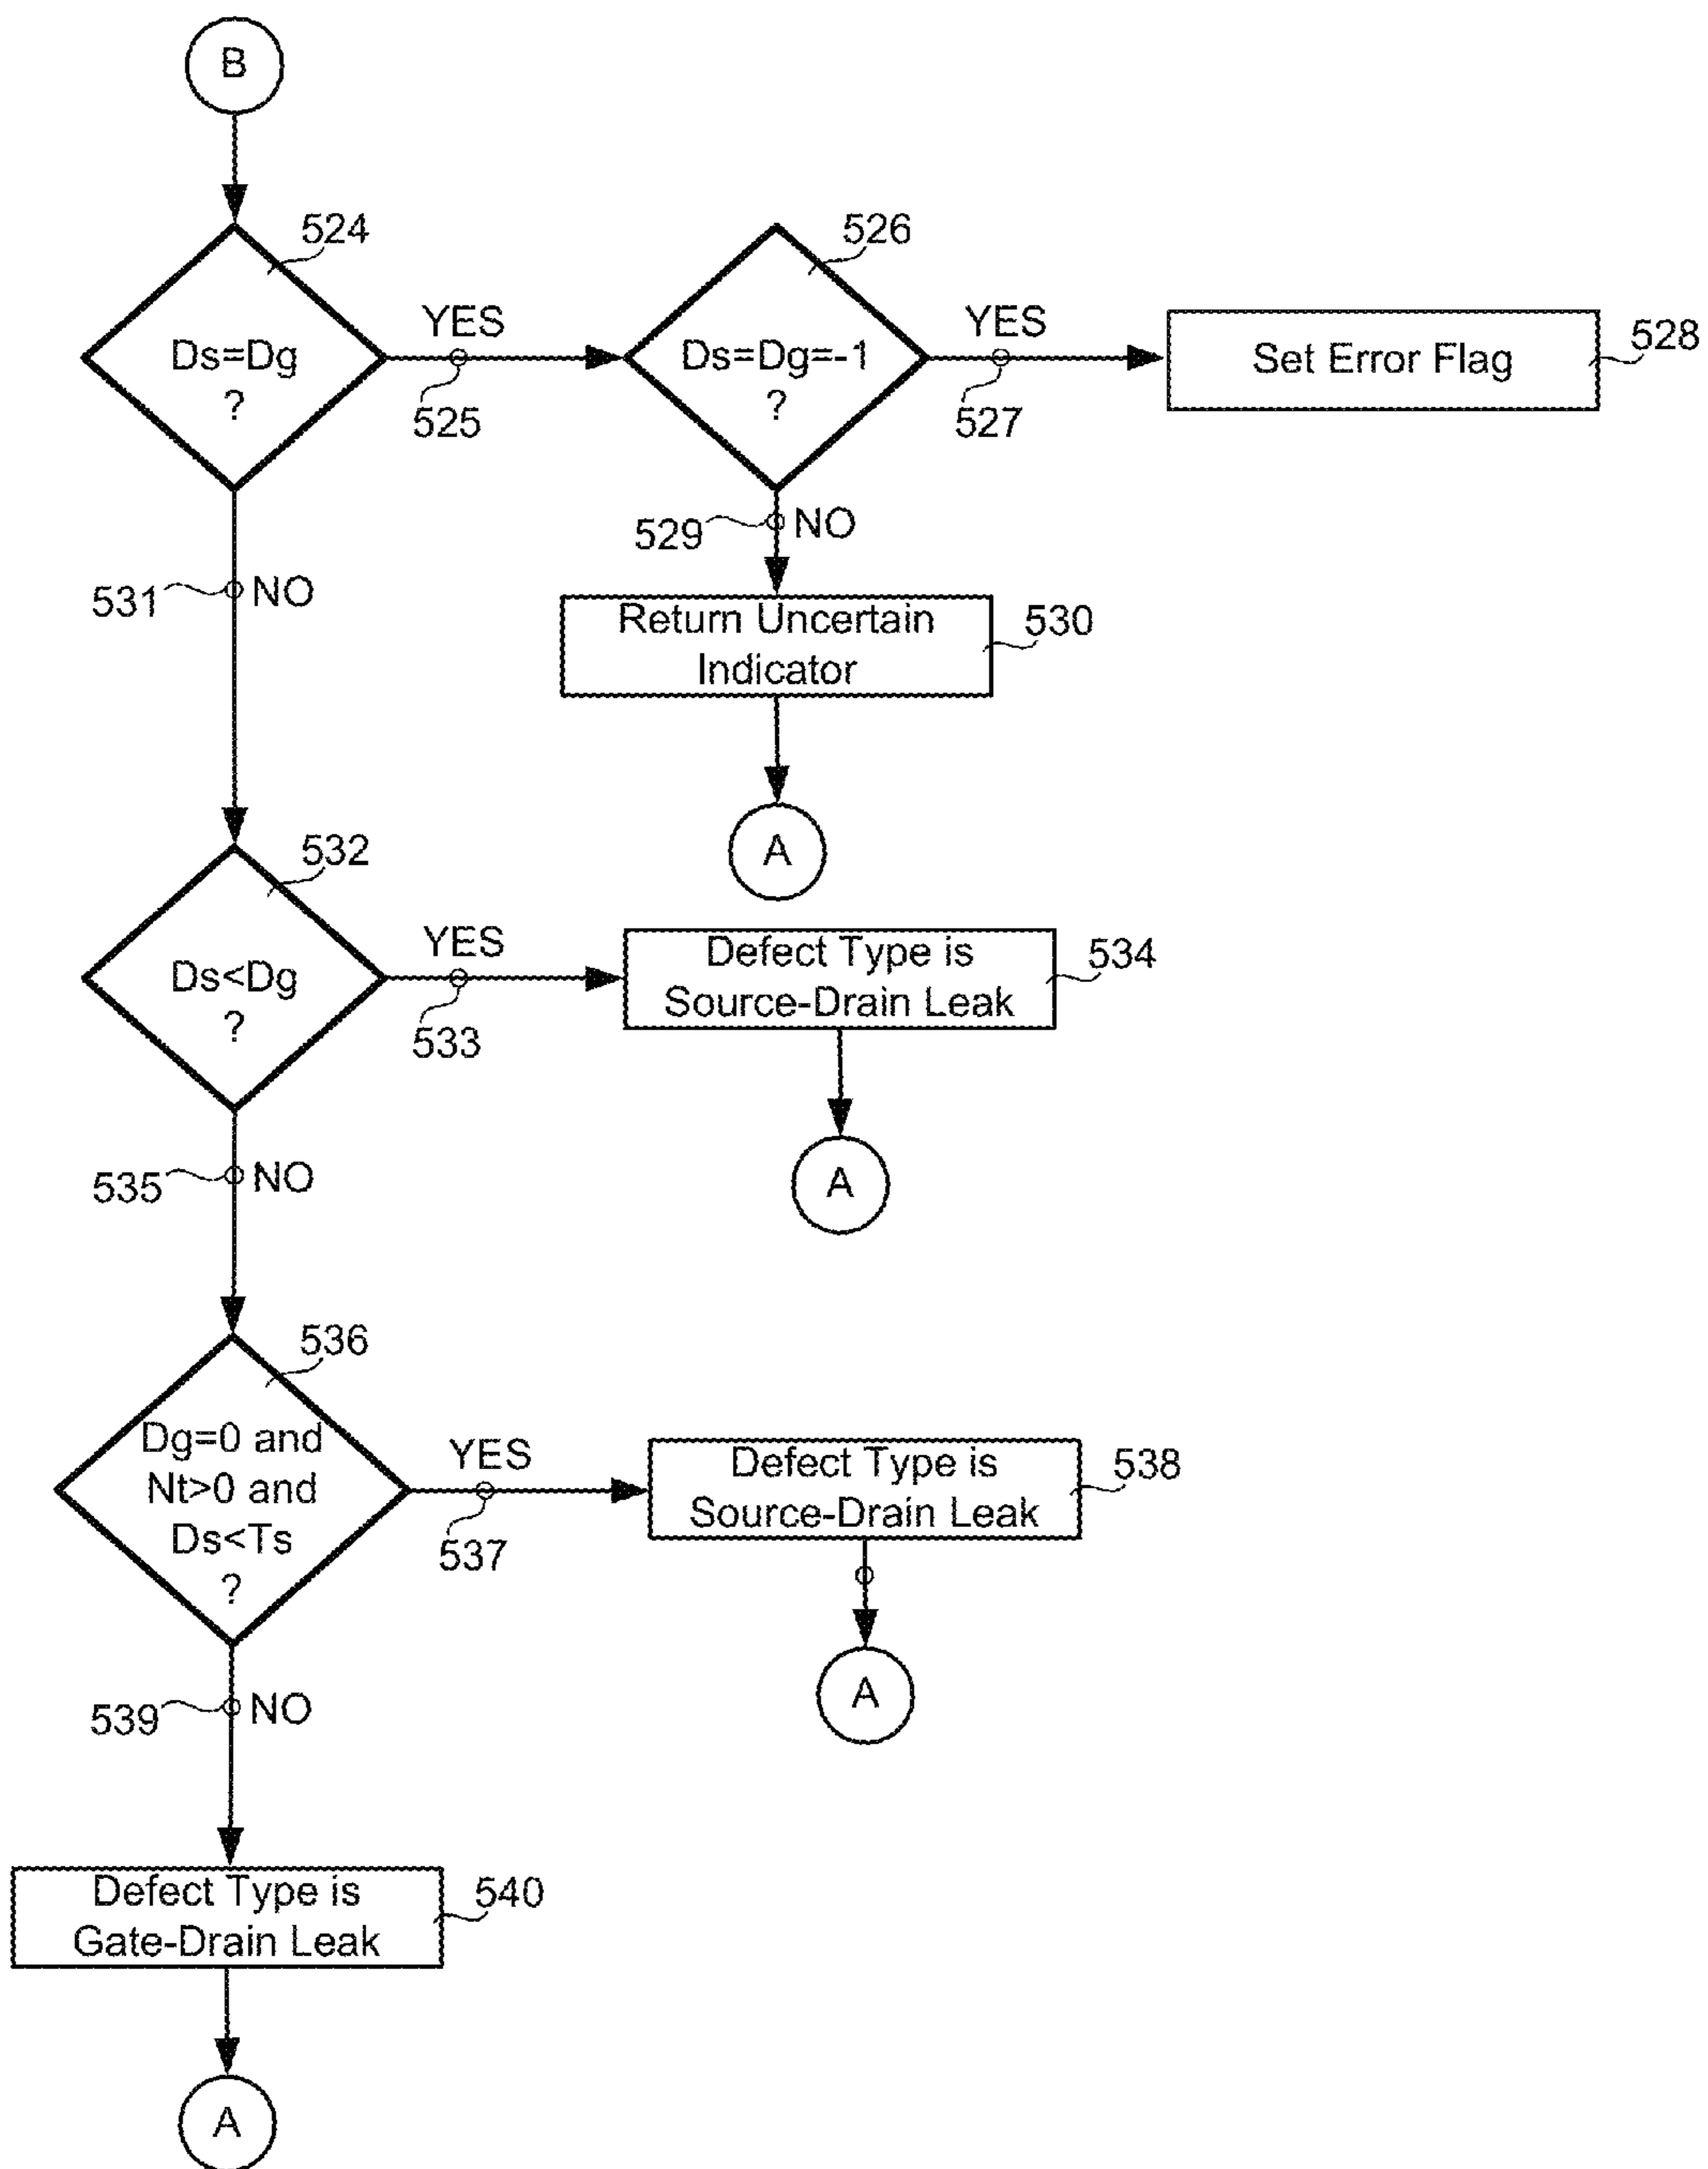 B
524
Ds=Dg
?
YES
525
526
Ds=Dg=-1
?
YES
527
Set Error Flag
528
529
NO
Return Uncertain
Indicator
530
A
531
NO
532
Ds<Dg
?
YES
533
Defect Type is
Source-Drain Leak
534
A
535
NO
536
Dg=0 and
Nt>0 and
Ds<Ts
?
YES
537
Defect Type is
Source-Drain Leak
538
A
539
NO
Defect Type is
Gate-Drain Leak
540
A